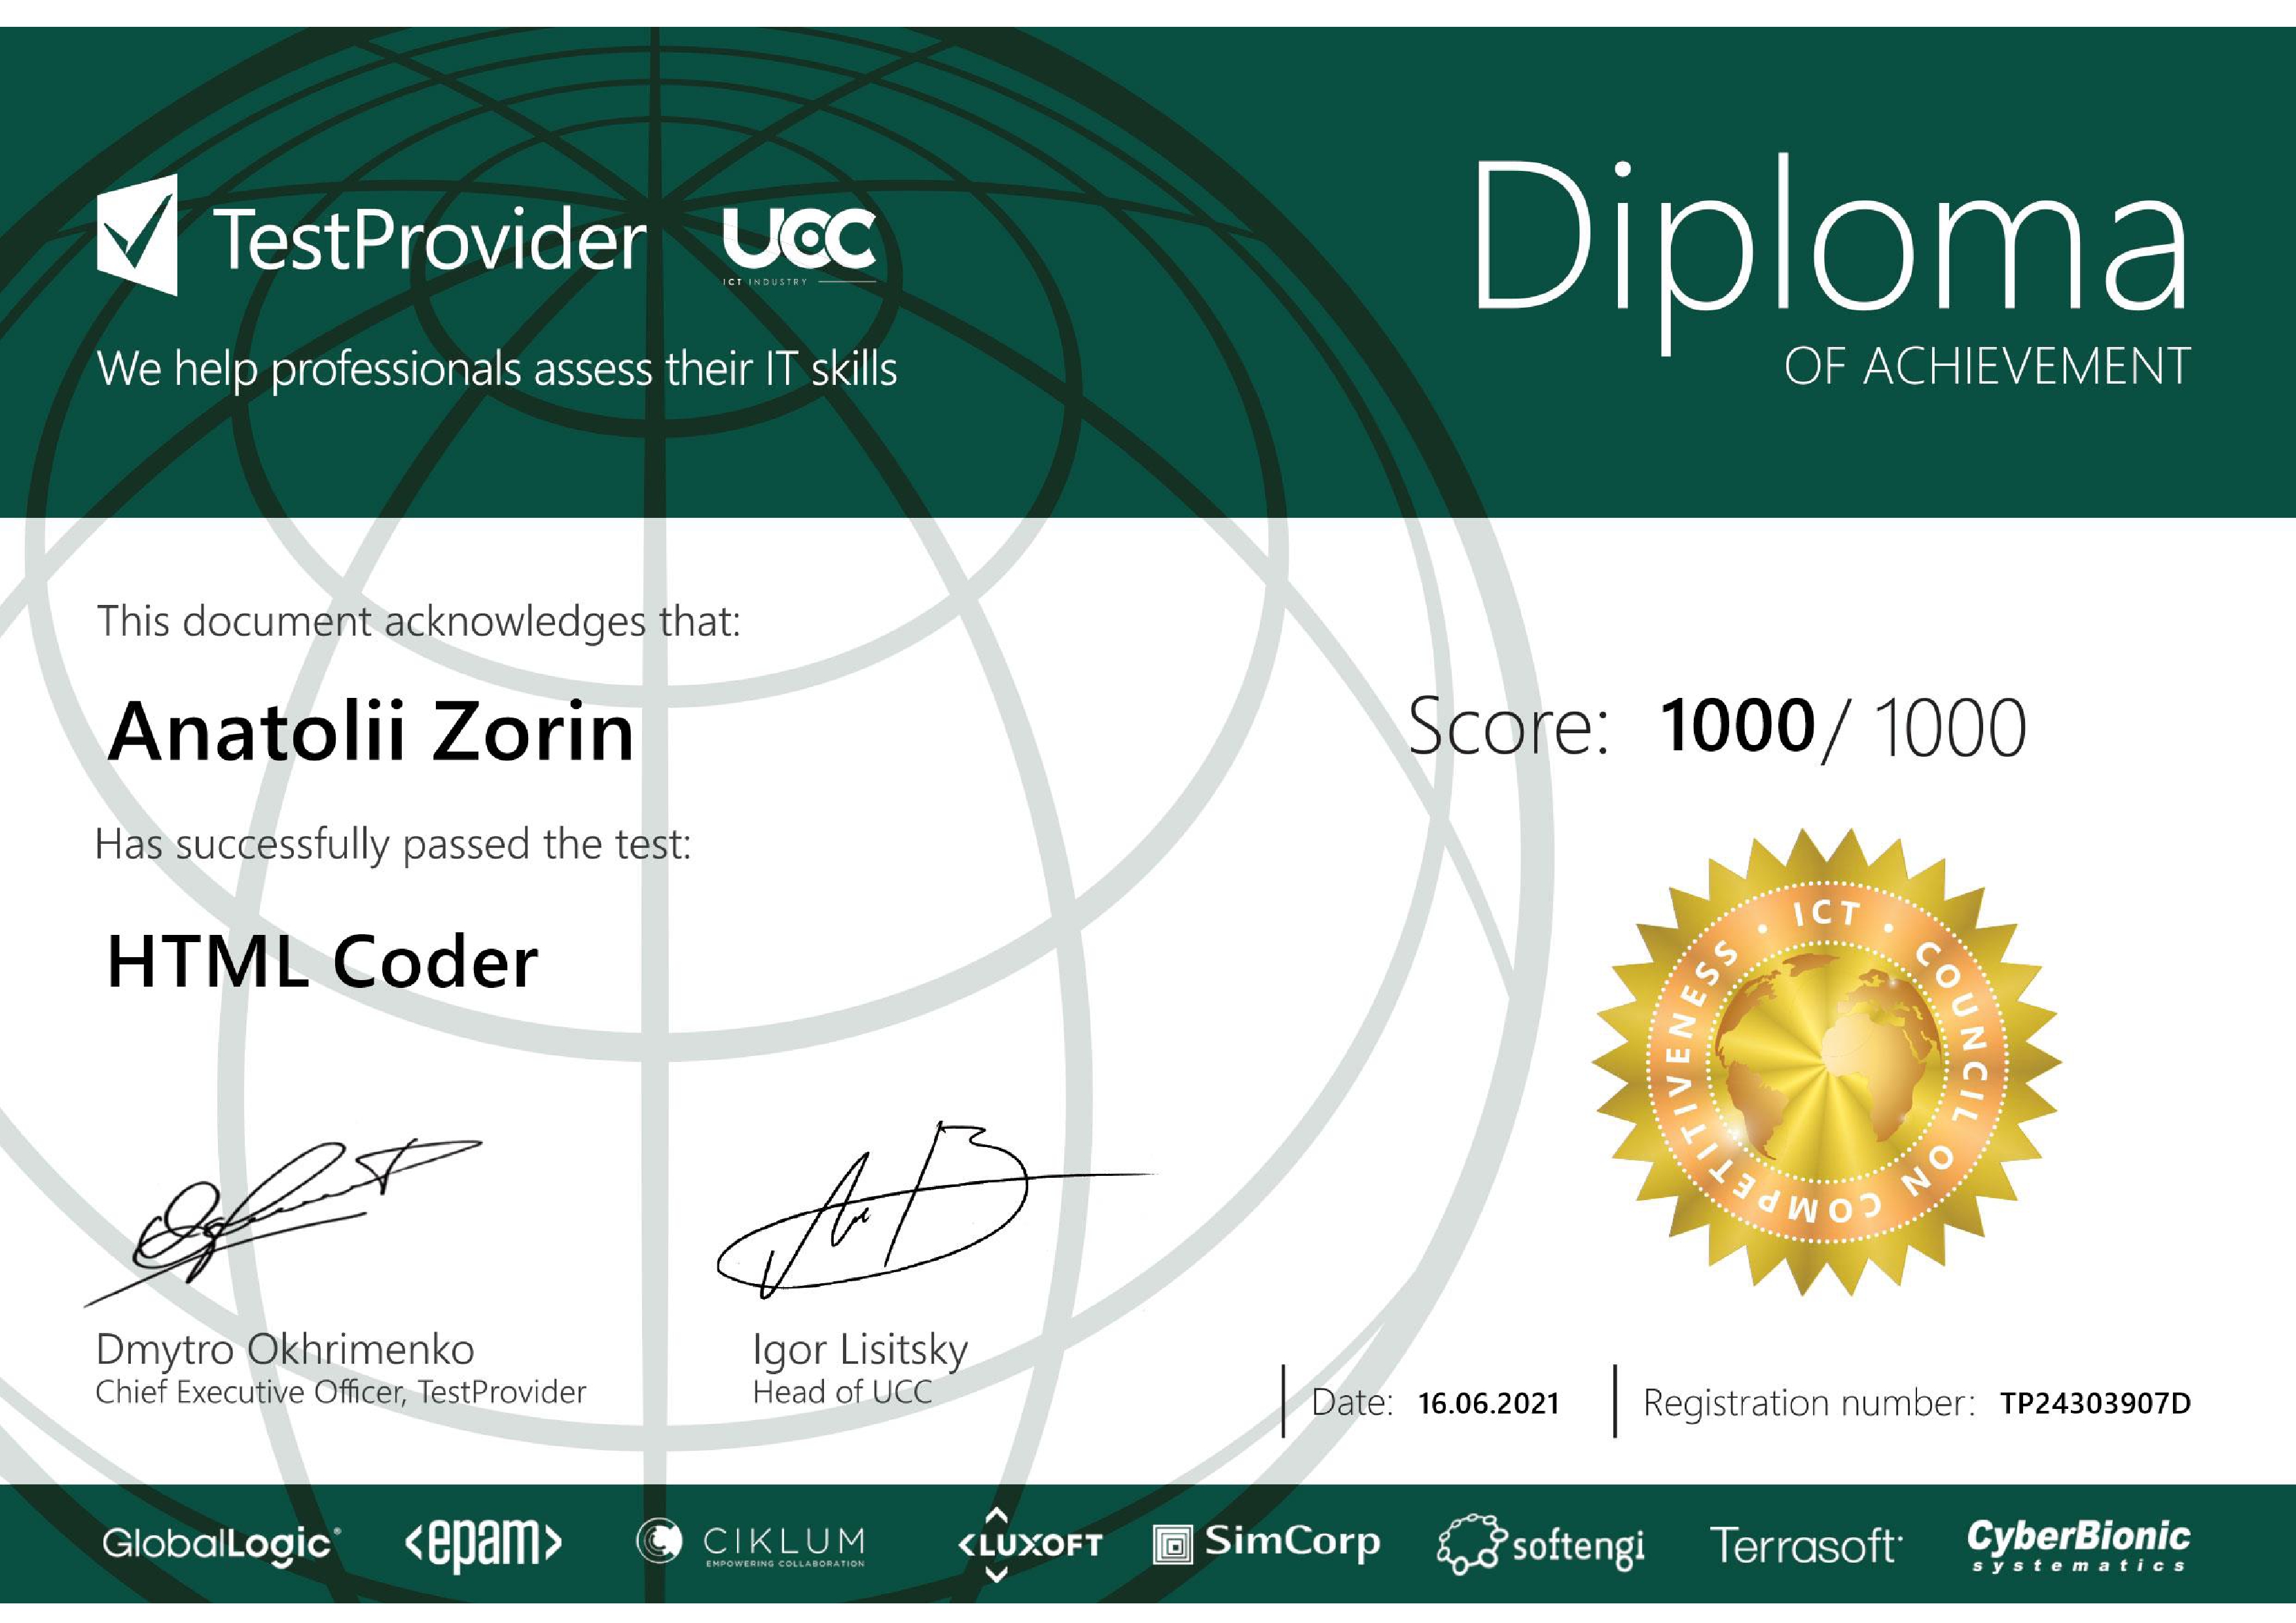 TestProvider
UCC
ICT INDUSTRY
We help professionals assess their IT skills
Diploma
OF ACHIEVEMENT
This document acknowledges that:
Anatolii Zorin
Score: 1000/ 1000
Has successfully passed the test:
HTML Coder
ICT • COUNCIL ON COMPETITIVENESS •
Dmytro Okhrimenko
Chief Executive Officer, TestProvider
Igor Lisitsky
Head of UCC
Date: 16.06.2021
Registration number: TP24303907D
GlobalLogic®
<epam>
CIKLUM
EMPOWERING COLLABORATION
<LUXOFT
SimCorp
softengi
Terrasoft
CyberBionic
systematics